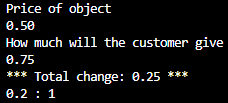 Price of object
0.50
How much will the customer give
0.75
*** Total change: 0.25 ***
0.2 : 1